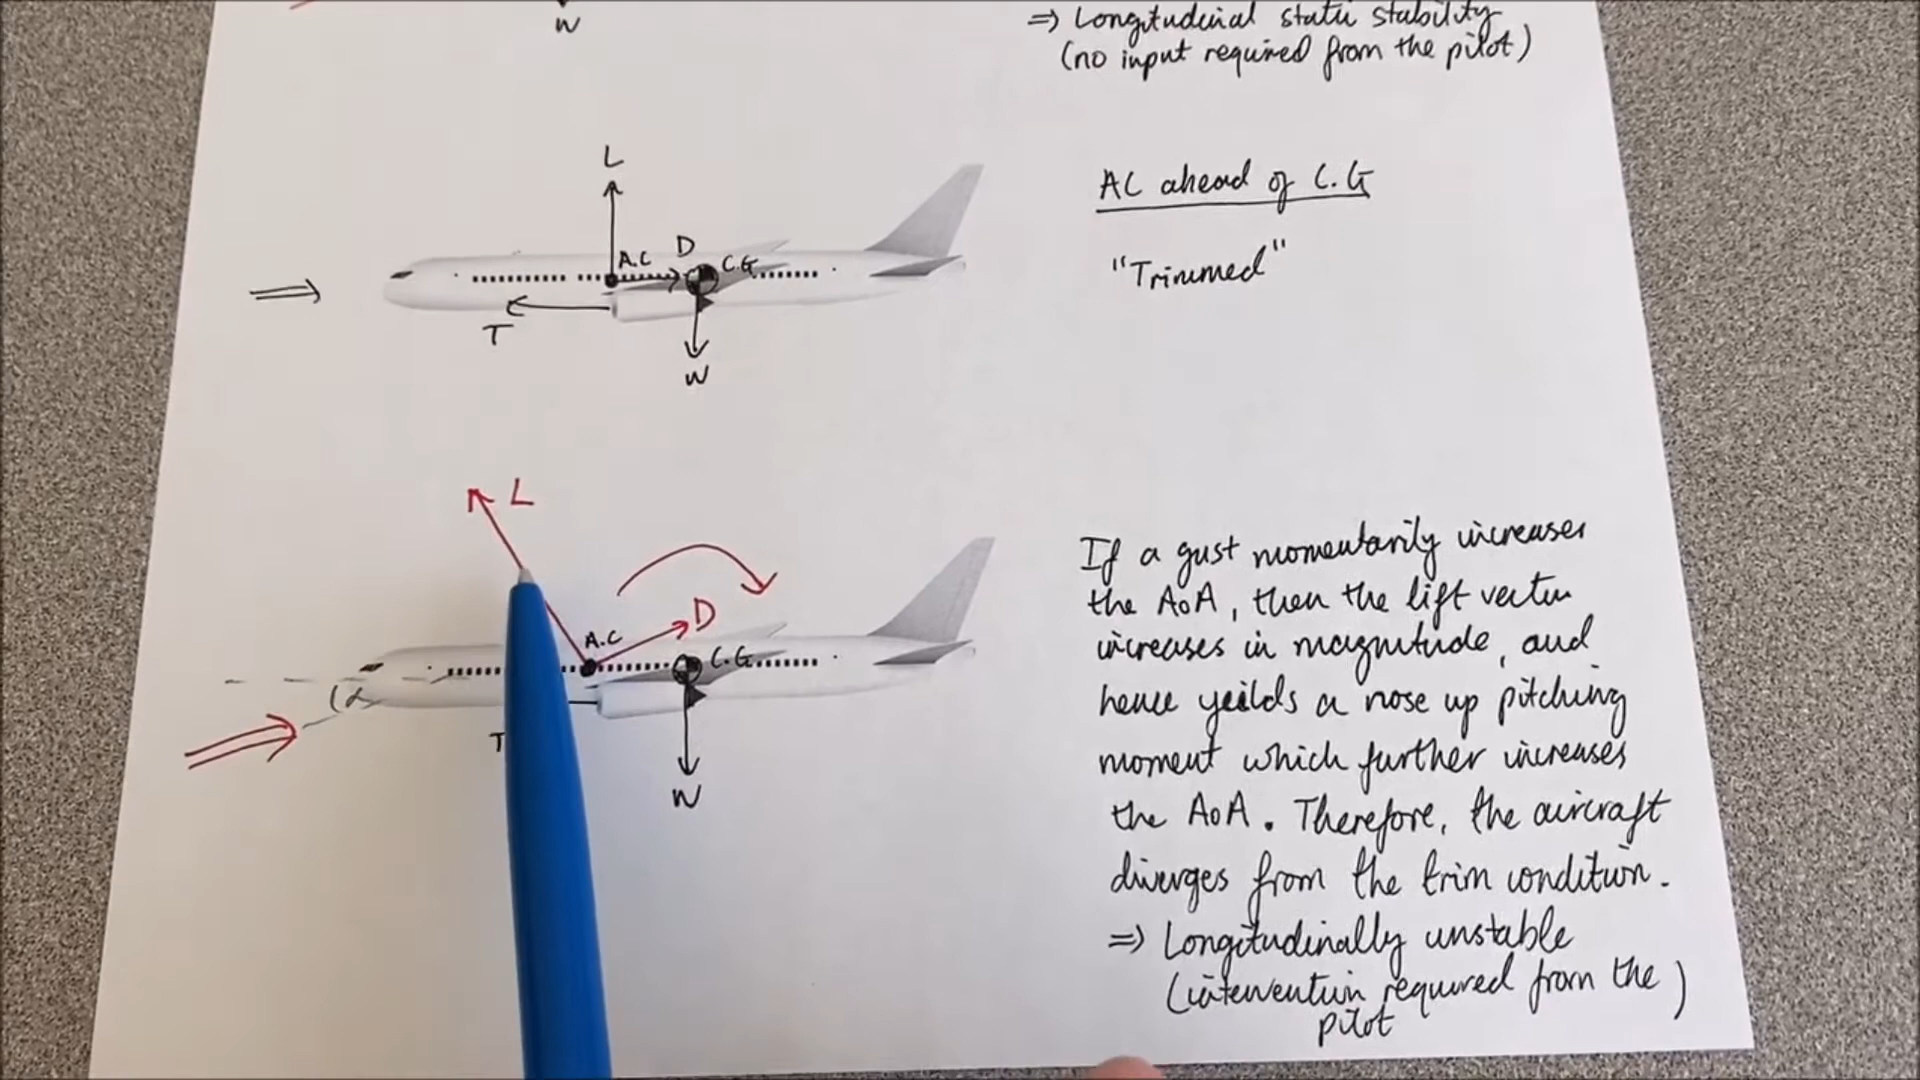 W
=> Longitudinal static stability
(no input required from the pilot)
L
A.C
D
C.G
T
W
AC ahead of C.G
"Trimmed"
L
A.C
D
C.G
(α
T
W
If a gust momentarily increases
the AoA, then the lift vector
increases in magnitude, and
hence yeilds a nose up pitching
moment which further increases
the AoA. Therefore, the aircraft
diverges from the trim condition.
=> Longitudinally unstable
(intervention required from the
pilot)